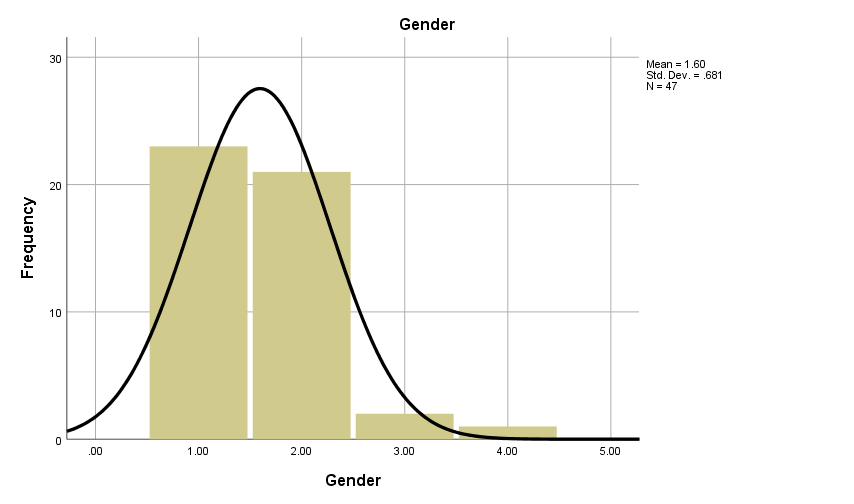 Gender
Mean = 1.60
Std. Dev. = .681
N = 47
Frequency
30
20
10
0
.00 1.00 2.00 3.00 4.00 5.00
Gender